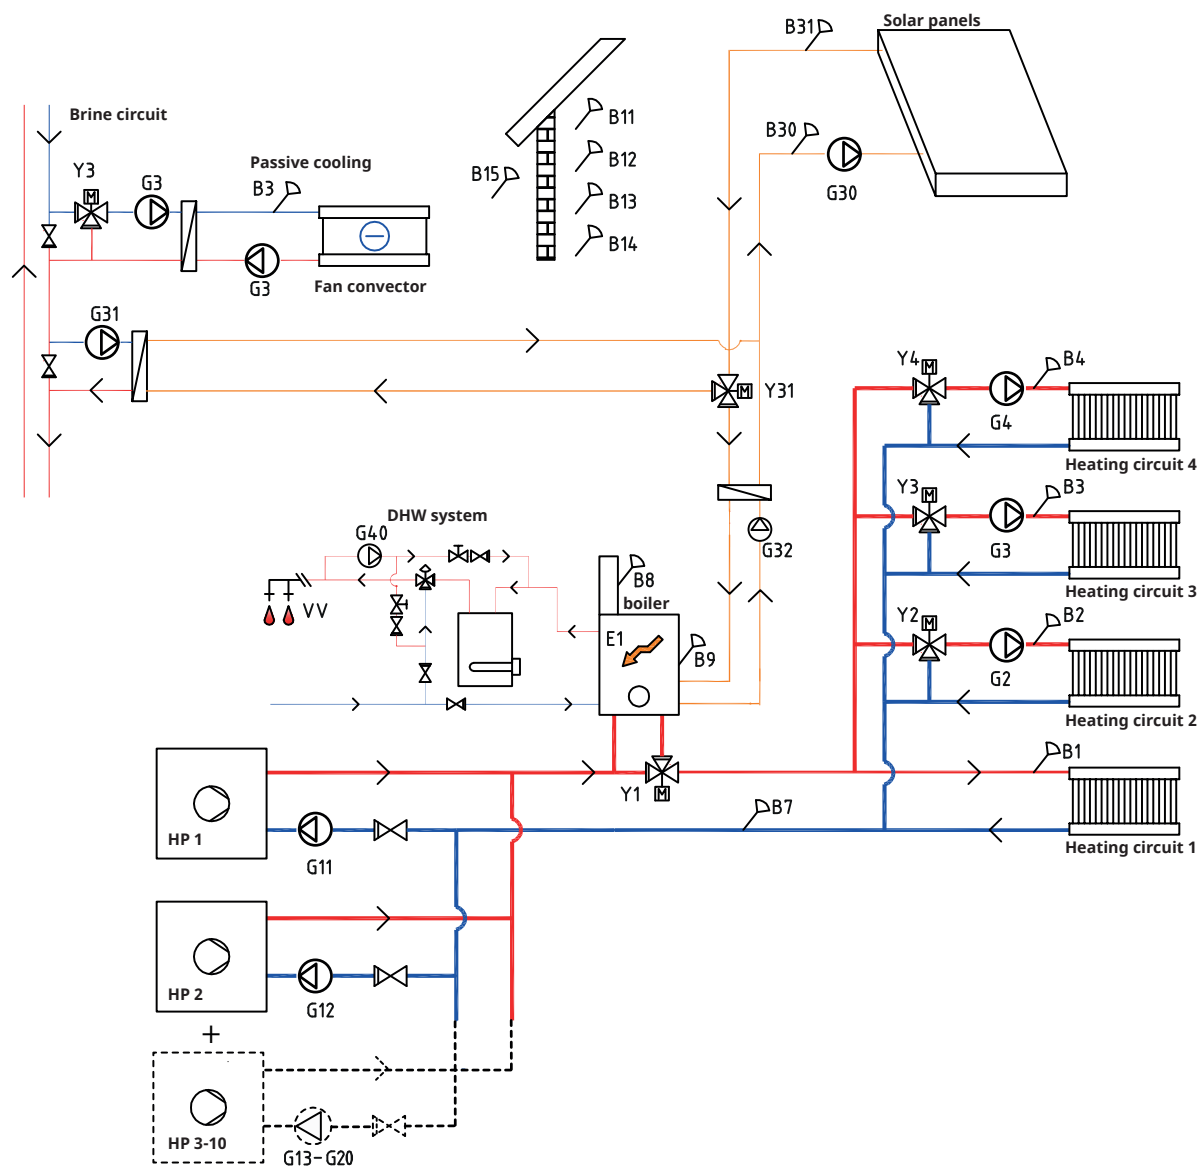 Solar panels
B31
B11
Brine circuit
B30
B12
Passive cooling
Y3
G3
B3
B15
G30
B13
B14
G3
Fan convector
G31
Y4
B4
Y31
G4
Heating circuit 4
Y3
B3
DHW system
G40
G32
G3
B8
boiler
Heating circuit 3
VV
Y2
B2
E1
B9
G2
Heating circuit 2
B1
Y1
M
B7
HP 1
G11
Heating circuit 1
HP 2
G12
+
HP 3-10
G13-G20
M
M
M
M
M